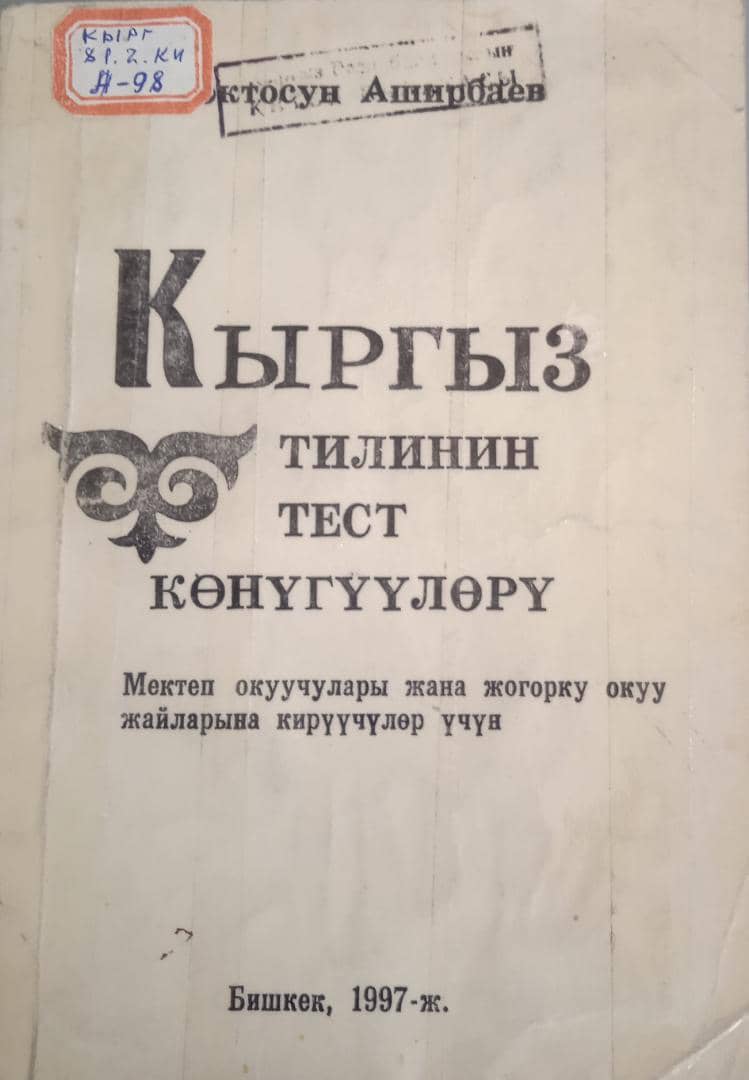 КЫРГ
81.2.КИ
А-98
Аширбаев
Кыргыз
тилинин
тест
көнүгүүлөрү
Мектеп окуучулары жана жогорку окуу
жайларына кирүүчүлөр үчүн
Бишкек, 1997-ж.